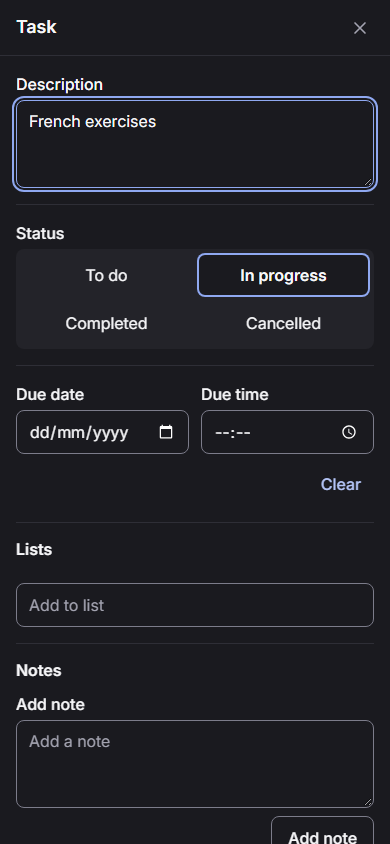 Task
Description
French exercises
Status
To do
In progress
Completed
Cancelled
Due date
Due time
dd/mm/yyyy
--:--
Clear
Lists
Add to list
Notes
Add note
Add a note
Add note